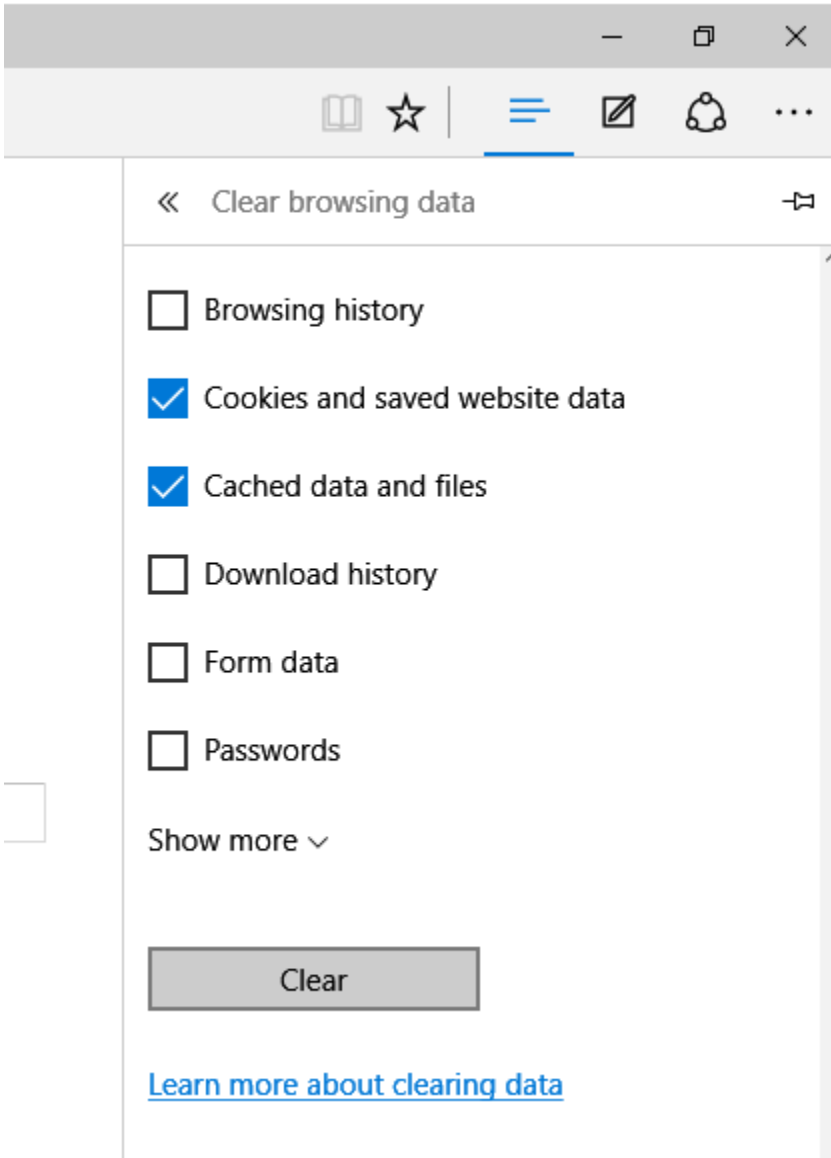 Clear browsing data
Browsing history
Cookies and saved website data
Cached data and files
Download history
Form data
Passwords
Show more
Clear
Learn more about clearing data